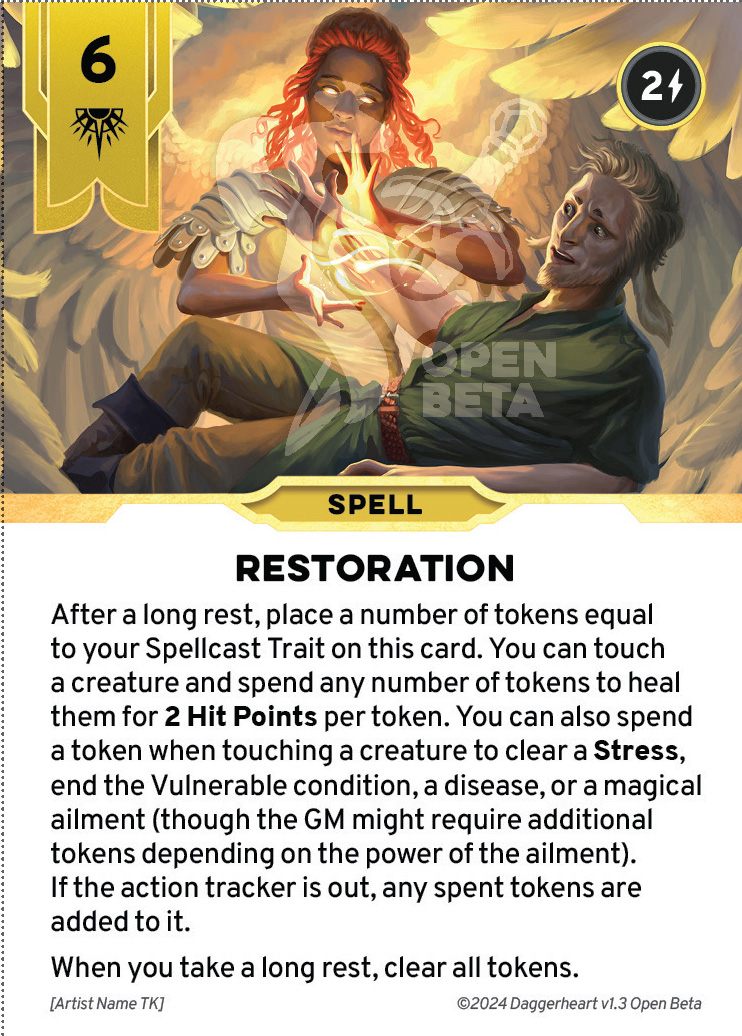 6
2
OPEN
BETA
SPELL
RESTORATION
After a long rest, place a number of tokens equal
to your Spellcast Trait on this card. You can touch
a creature and spend any number of tokens to heal
them for 2 Hit Points per token. You can also spend
a token when touching a creature to clear a Stress,
end the Vulnerable condition, a disease, or a magical
ailment (though the GM might require additional
tokens depending on the power of the ailment).
If the action tracker is out, any spent tokens are
added to it.
When you take a long rest, clear all tokens.
[Artist Name TK]
©2024 Daggerheart v1.3 Open Beta